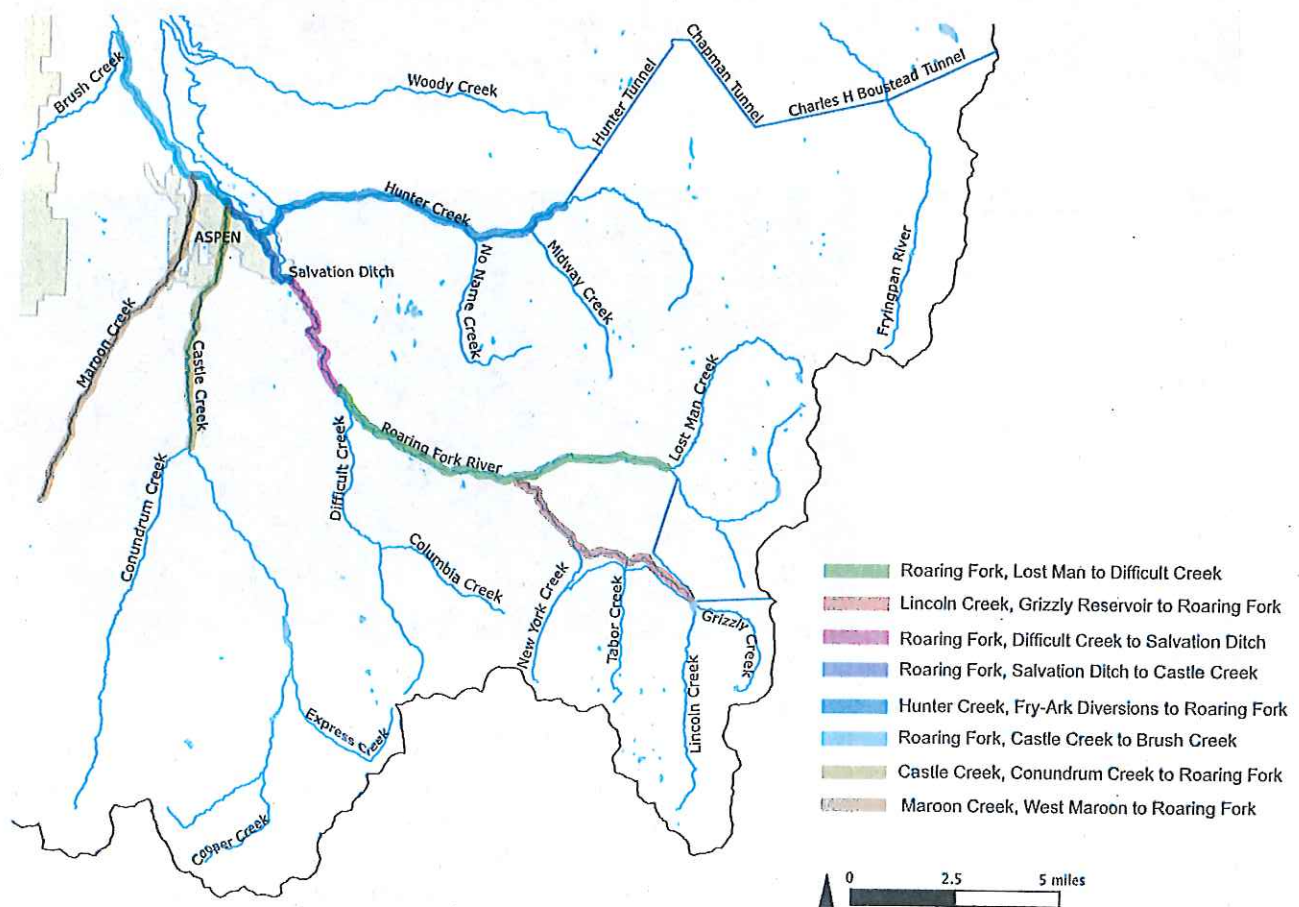 Chapman Tunnel
Brush Creek
Woody Creek
Hunter Tunnel
Charles H Boustead Tunnel
Hunter Creek
ASPEN
Salvation Ditch
No Name Creek
Midway Creek
Fryingpan River
Maroon Creek
Castle Creek
Lost Man Creek
Roaring Fork River
Difficult Creek
Conundrum Creek
Columbia Creek
New York Creek
Tabor Creek
Grizzly Creek
Lincoln Creek
Express Creek
Cooper Creek
Roaring Fork, Lost Man to Difficult Creek
Lincoln Creek, Grizzly Reservoir to Roaring Fork
Roaring Fork, Difficult Creek to Salvation Ditch
Roaring Fork, Salvation Ditch to Castle Creek
Hunter Creek, Fry-Ark Diversions to Roaring Fork
Roaring Fork, Castle Creek to Brush Creek
Castle Creek, Conundrum Creek to Roaring Fork
Maroon Creek, West Maroon to Roaring Fork
0 2.5 5 miles